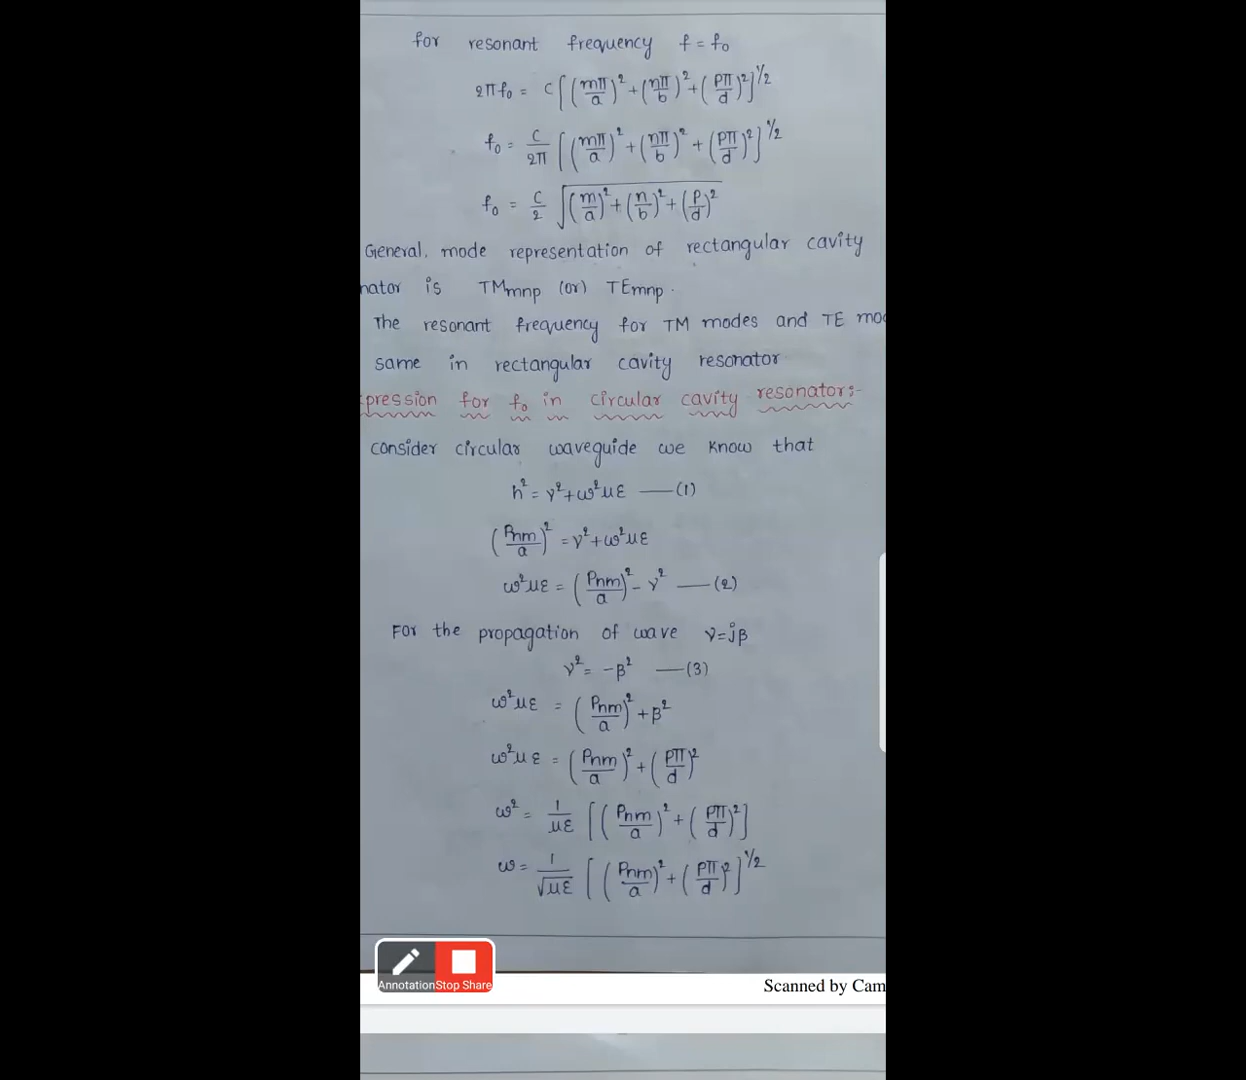 for resonant frequency f = f₀
2πf₀ = C[(mπ/a)² + (nπ/b)² + (pπ/d)²]^1/2
f₀ = C/2π [(mπ/a)² + (nπ/b)² + (pπ/d)²]^1/2
f₀ = C/2 √(m/a)² + (n/b)² + (p/d)²
General. mode representation of rectangular cavity
nator is TMmnp (or) TEmnp.
The resonant frequency for TM modes and TE mo
same in rectangular cavity resonator
pression for f₀ in circular cavity resonators:-
consider circular waveguide we know that
h² = γ² + ω²με —(1)
(Pnm/a)² = γ² + ω²με
ω²με = (Pnm/a)² - γ² —(2)
For the propagation of wave γ = jβ
γ² = -β² —(3)
ω²με = (Pnm/a)² + β²
ω²με = (Pnm/a)² + (pπ/d)²
ω² = 1/με [(Pnm/a)² + (pπ/d)²]
ω = 1/√με [(Pnm/a)² + (pπ/d)²]^1/2
Annotation Stop Share
Scanned by Cam